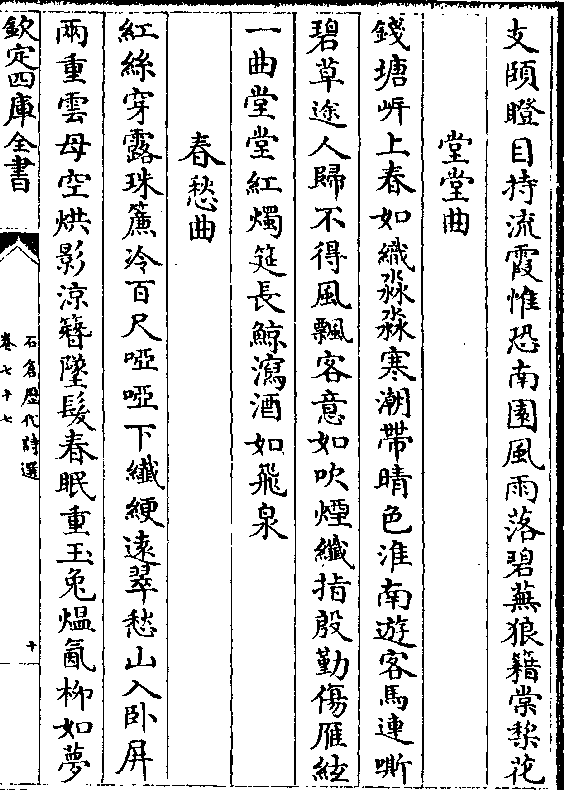 支頤瞪目持流霞惟恐南園風雨落碧蕪狼籍棠梨花
堂堂曲
錢塘岸上春如織淼淼寒潮帶晴色淮南遊客馬連嘶
碧草途人歸不得風飄客意如吹煙纖指殷勤傷雁絃
一曲堂堂紅燭筵長鯨瀉酒如飛泉
春愁曲
紅絲穿露珠簾冷百尺啞啞下纖綆遠翠愁山入卧屏
兩重雲母空烘影涼簪墜髮春眠重玉兔煴氳柳如夢
欽定四庫全書
石倉歷代詩選
卷七十七
十